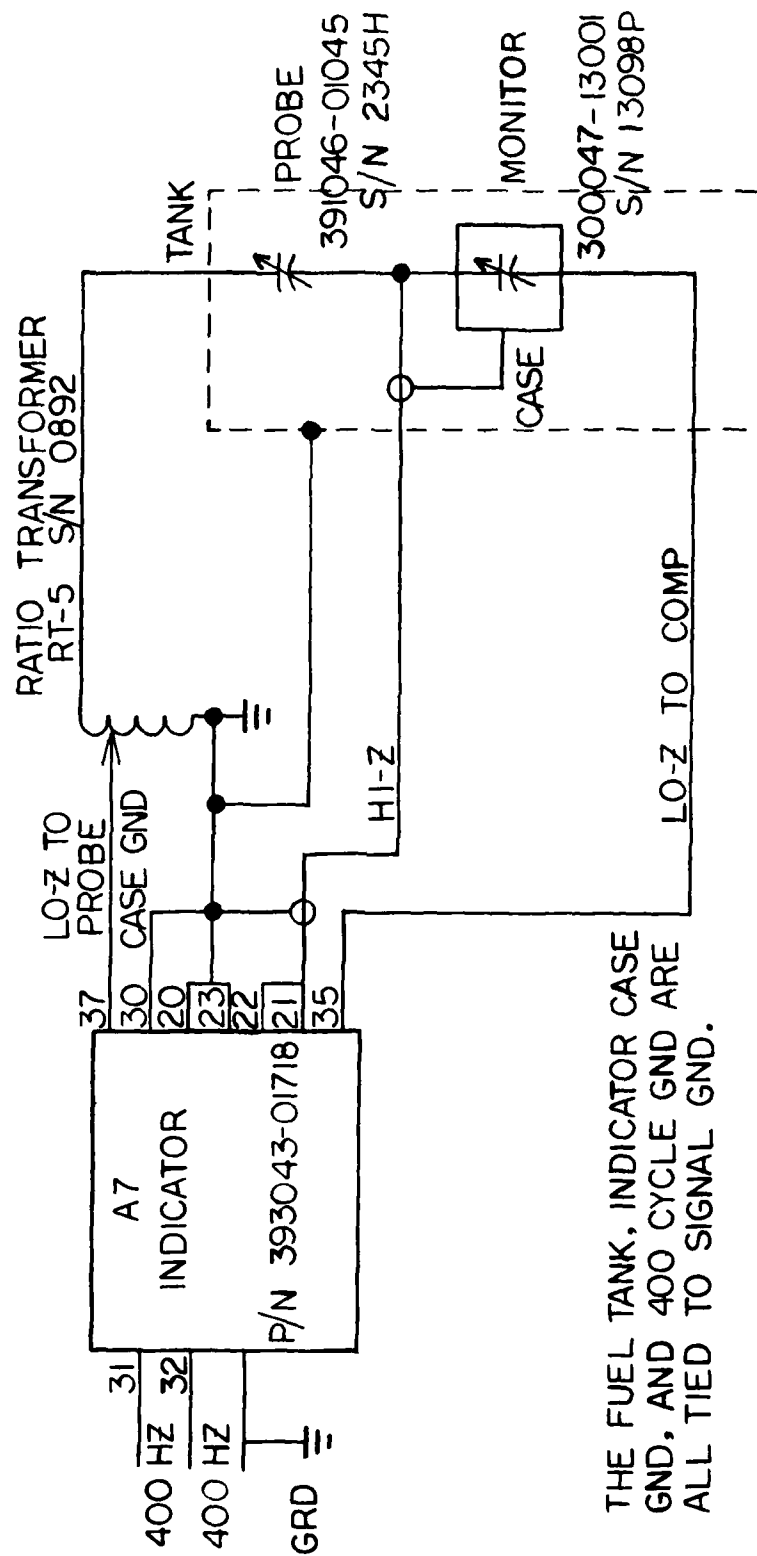 RATIO TRANSFORMER
RT-5 S/N 0892
TANK
PROBE
391046-01045
S/N 2345H
MONITOR
300047-13001
S/N 13098P
CASE
LO-Z TO
PROBE
CASE GND
HI-Z
LO-Z TO COMP
37
30
20
23
22
21
35
A7
INDICATOR
P/N 393043-01718
31
400 HZ
32
400 HZ
GRD
THE FUEL TANK, INDICATOR CASE
GND, AND 400 CYCLE GND ARE
ALL TIED TO SIGNAL GND.